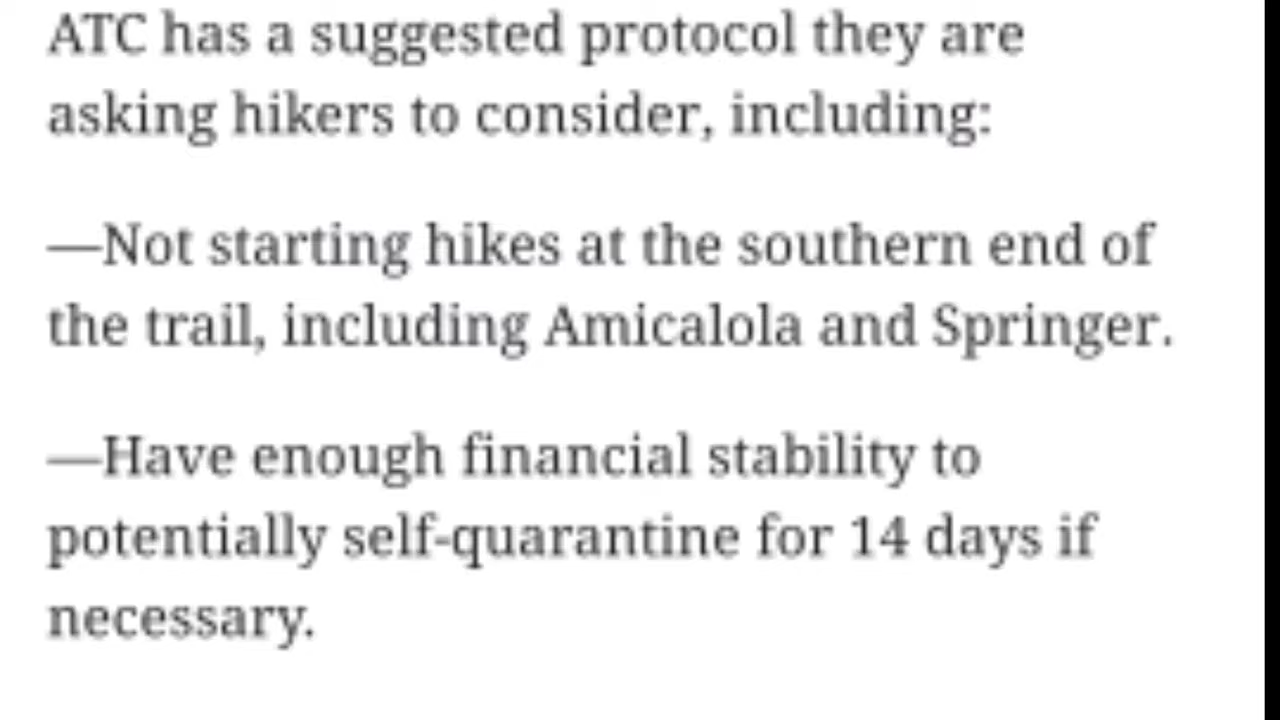 ATC has a suggested protocol they are
asking hikers to consider, including:
—Not starting hikes at the southern end of
the trail, including Amicalola and Springer.
—Have enough financial stability to
potentially self-quarantine for 14 days if
necessary.